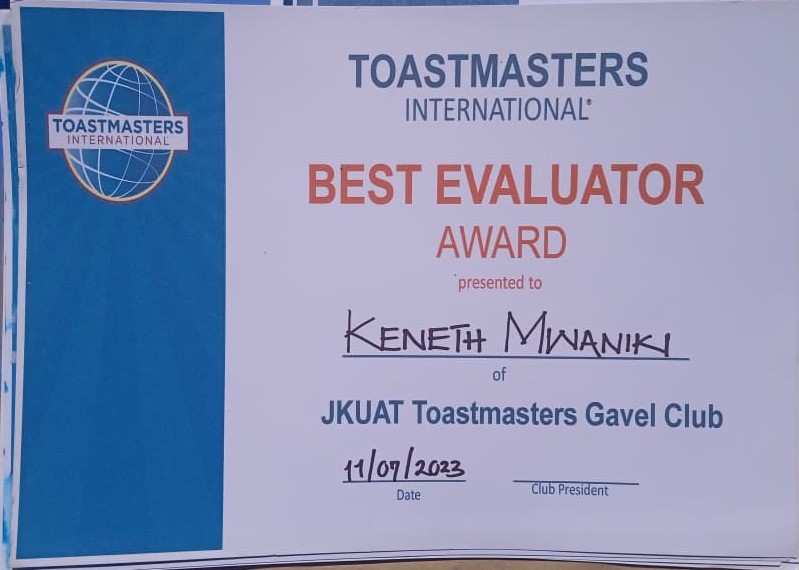 TOASTMASTERS
INTERNATIONAL
TOASTMASTERS
INTERNATIONAL®
BEST EVALUATOR
AWARD
presented to
KENETH MWANIKI
of
JKUAT Toastmasters Gavel Club
11/07/2023
Date
Club President